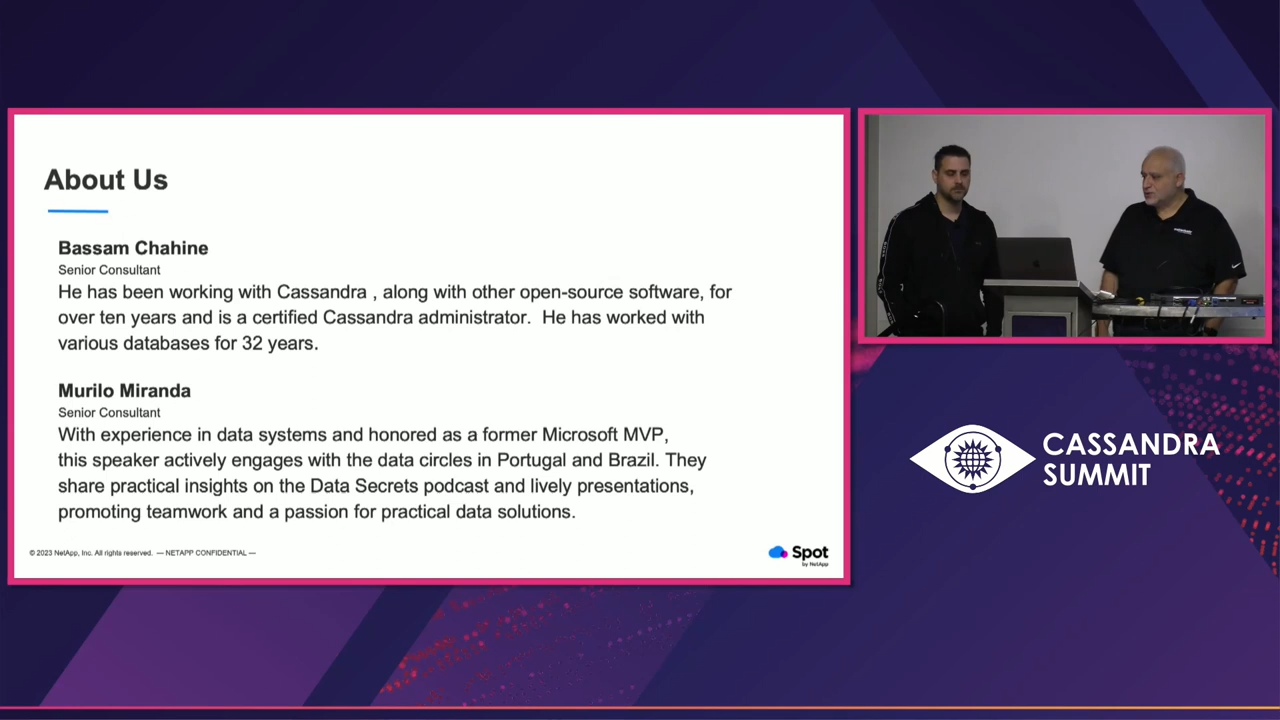 About Us
Bassam Chahine
Senior Consultant
He has been working with Cassandra , along with other open-source software, for
over ten years and is a certified Cassandra administrator.  He has worked with
various databases for 32 years.
Murilo Miranda
Senior Consultant
With experience in data systems and honored as a former Microsoft MVP,
this speaker actively engages with the data circles in Portugal and Brazil. They
share practical insights on the Data Secrets podcast and lively presentations,
promoting teamwork and a passion for practical data solutions.
© 2023 NetApp, Inc. All rights reserved.  — NETAPP CONFIDENTIAL —
Spot
by NetApp
CASSANDRA
SUMMIT